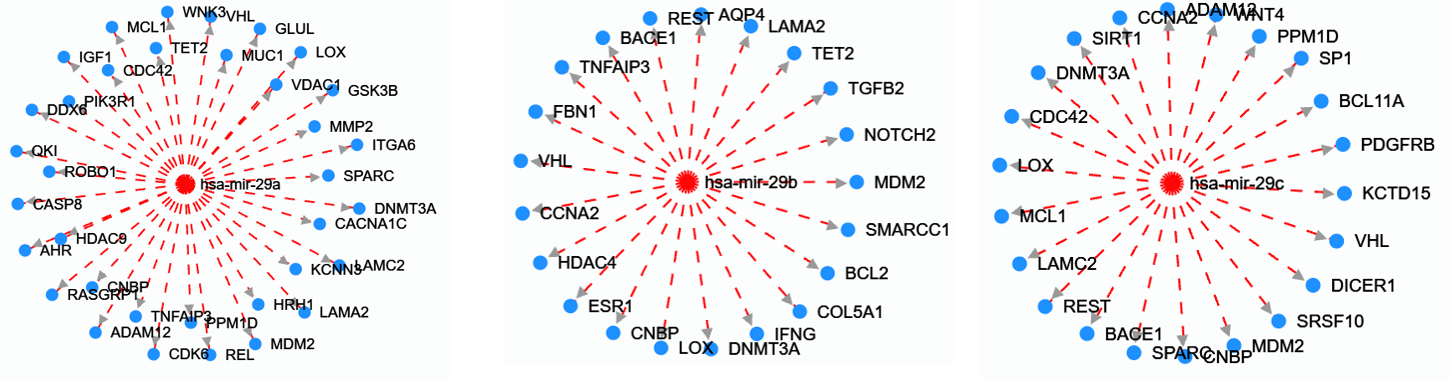 WNK3
VHL
MCL1
GLUL
TET2
LOX
IGF1
MUC1
CDC42
VDAC1
GSK3B
PIK3R1
DDX6
MMP2
ITGA6
QKI
ROBO1
SPARC
hsa-mir-29a
CASP8
DNMT3A
CACNA1C
HDAC9
AHR
KCNN3
LAMC2
CNBP
RASGRP1
HRH1
LAMA2
TNFAIP3
PPM1D
ADAM12
MDM2
CDK6
REL
REST
AQP4
LAMA2
BACE1
TET2
TNFAIP3
TGFB2
FBN1
NOTCH2
VHL
hsa-mir-29b
MDM2
CCNA2
SMARCC1
HDAC4
BCL2
ESR1
COL5A1
CNBP
IFNG
LOX
DNMT3A
ADAM12
CCNA2
WNT4
SIRT1
PPM1D
SP1
DNMT3A
BCL11A
CDC42
PDGFRB
LOX
hsa-mir-29c
KCTD15
MCL1
VHL
LAMC2
DICER1
REST
SRSF10
BACE1
MDM2
SPARC
CNBP